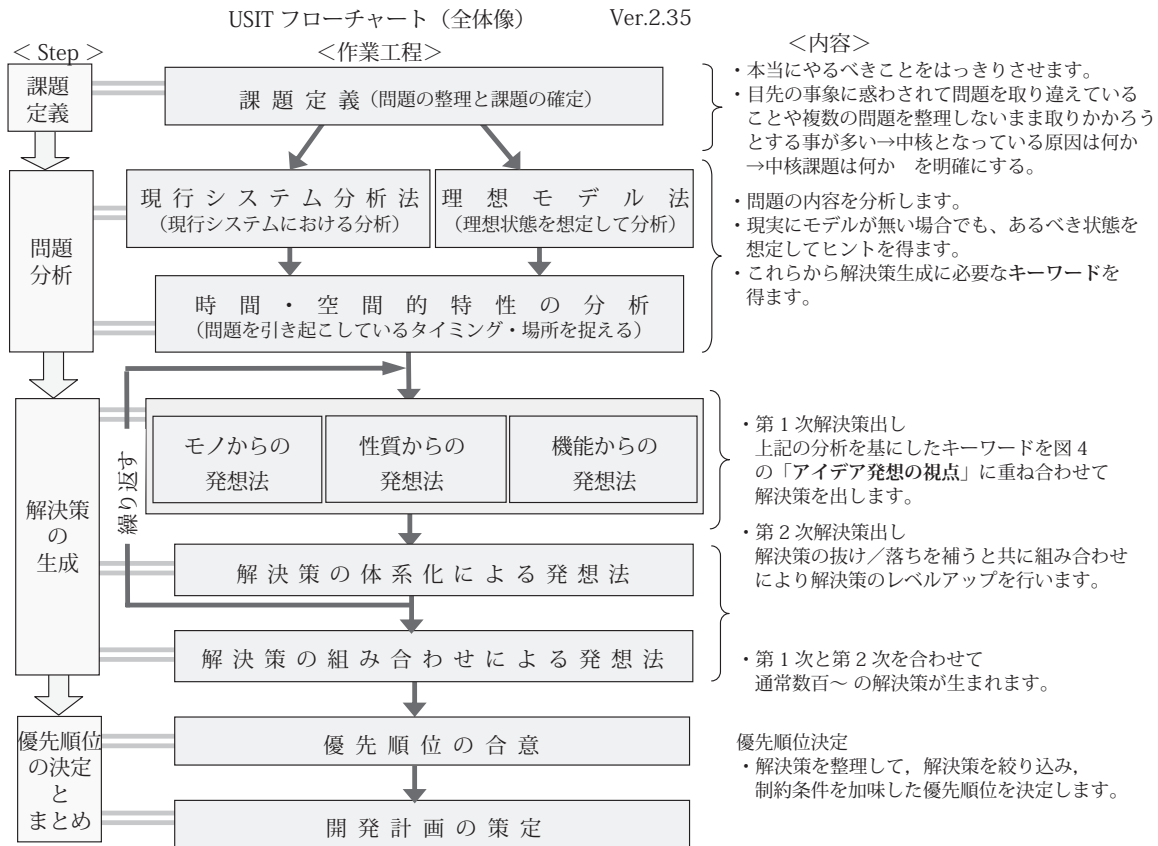 USIT フローチャート（全体像） Ver.2.35
＜ Step ＞
＜作業工程＞
＜内容＞
課題
定義
課題定義（問題の整理と課題の確定）
・本当にやるべきことをはっきりさせます。
・目先の事象に惑わされて問題を取り違えている
ことや複数の問題を整理しないまま取りかかろう
とする事が多い→中核となっている原因は何か
→中核課題は何か　を明確にする。
問題
分析
現行システム分析法
（現行システムにおける分析）
理想モデル法
（理想状態を想定して分析）
時間・空間的特性の分析
（問題を引き起こしているタイミング・場所を捉える）
・問題の内容を分析します。
・現実にモデルが無い場合でも、あるべき状態を
想定してヒントを得ます。
・これらから解決策生成に必要なキーワードを
得ます。
解決策
の
生成
繰り返す
モノからの
発想法
性質からの
発想法
機能からの
発想法
・第 1 次解決策出し
上記の分析を基にしたキーワードを図 4
の「アイデア発想の視点」に重ね合わせて
解決策を出します。
解決策の体系化による発想法
・第 2 次解決策出し
解決策の抜け／落ちを補うと共に組み合わせ
により解決策のレベルアップを行います。
解決策の組み合わせによる発想法
・第 1 次と第 2 次を合わせて
通常数百〜 の解決策が生まれます。
優先順位
の決定
と
まとめ
優先順位の合意
開発計画の策定
優先順位決定
・解決策を整理して，解決策を絞り込み，
制約条件を加味した優先順位を決定します。